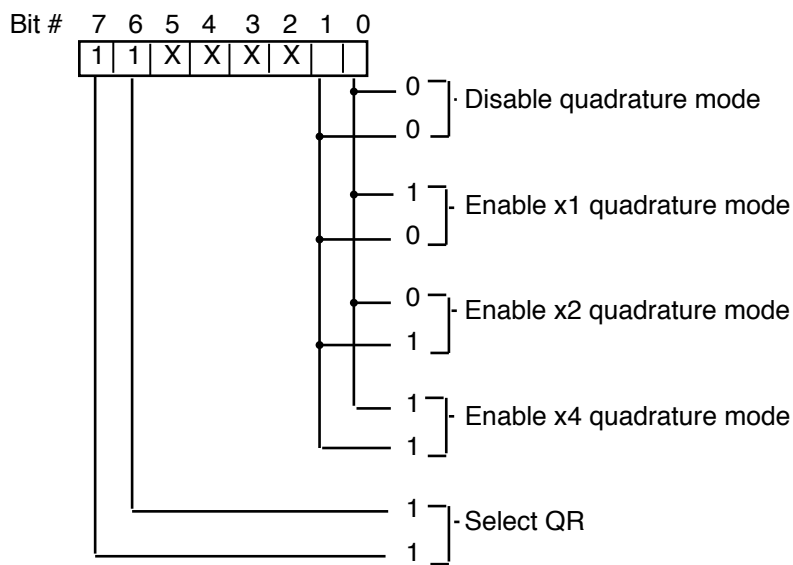 Bit # 7 6 5 4 3 2 1 0
1 1 X X X X
0
Disable quadrature mode
0
1
Enable x1 quadrature mode
0
0
Enable x2 quadrature mode
1
1
Enable x4 quadrature mode
1
1
Select QR
1